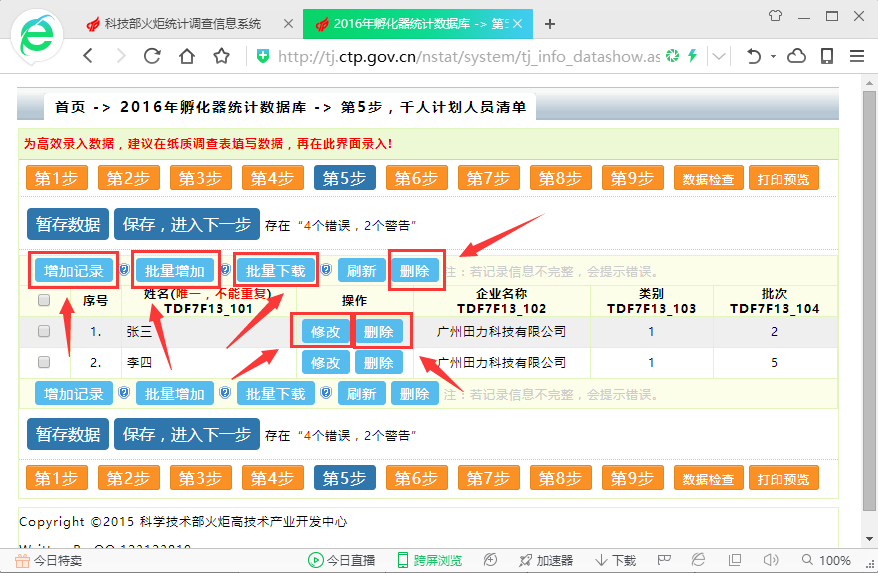 科技部火炬统计调查信息系统
2016年孵化器统计数据库 -> 第5
http://tj.ctp.gov.cn/nstat/system/tj_info_datashow.as
首页 -> 2016年孵化器统计数据库 -> 第5步，千人计划人员清单
为高效录入数据，建议在纸质调查表填写数据，再在此界面录入！
第1步 第2步 第3步 第4步 第5步 第6步 第7步 第8步 第9步 数据检查 打印预览
暂存数据 保存，进入下一步 存在“4个错误，2个警告”
增加记录 批量增加 批量下载 刷新 删除 注：若记录信息不完整，会提示错误。
序号 姓名(唯一，不能重复) 操作 企业名称 类别 批次
TDF7F13_101 TDF7F13_102 TDF7F13_103 TDF7F13_104
1. 张三 修改 删除 广州田力科技有限公司 1 2
2. 李四 修改 删除 广州田力科技有限公司 1 5
增加记录 批量增加 批量下载 刷新 删除 注：若记录信息不完整，会提示错误。
暂存数据 保存，进入下一步 存在“4个错误，2个警告”
第1步 第2步 第3步 第4步 第5步 第6步 第7步 第8步 第9步 数据检查 打印预览
Copyright ©2015 科学技术部火炬高技术产业开发中心
今日特卖 今日直播 跨屏浏览 加速器 下载 100%